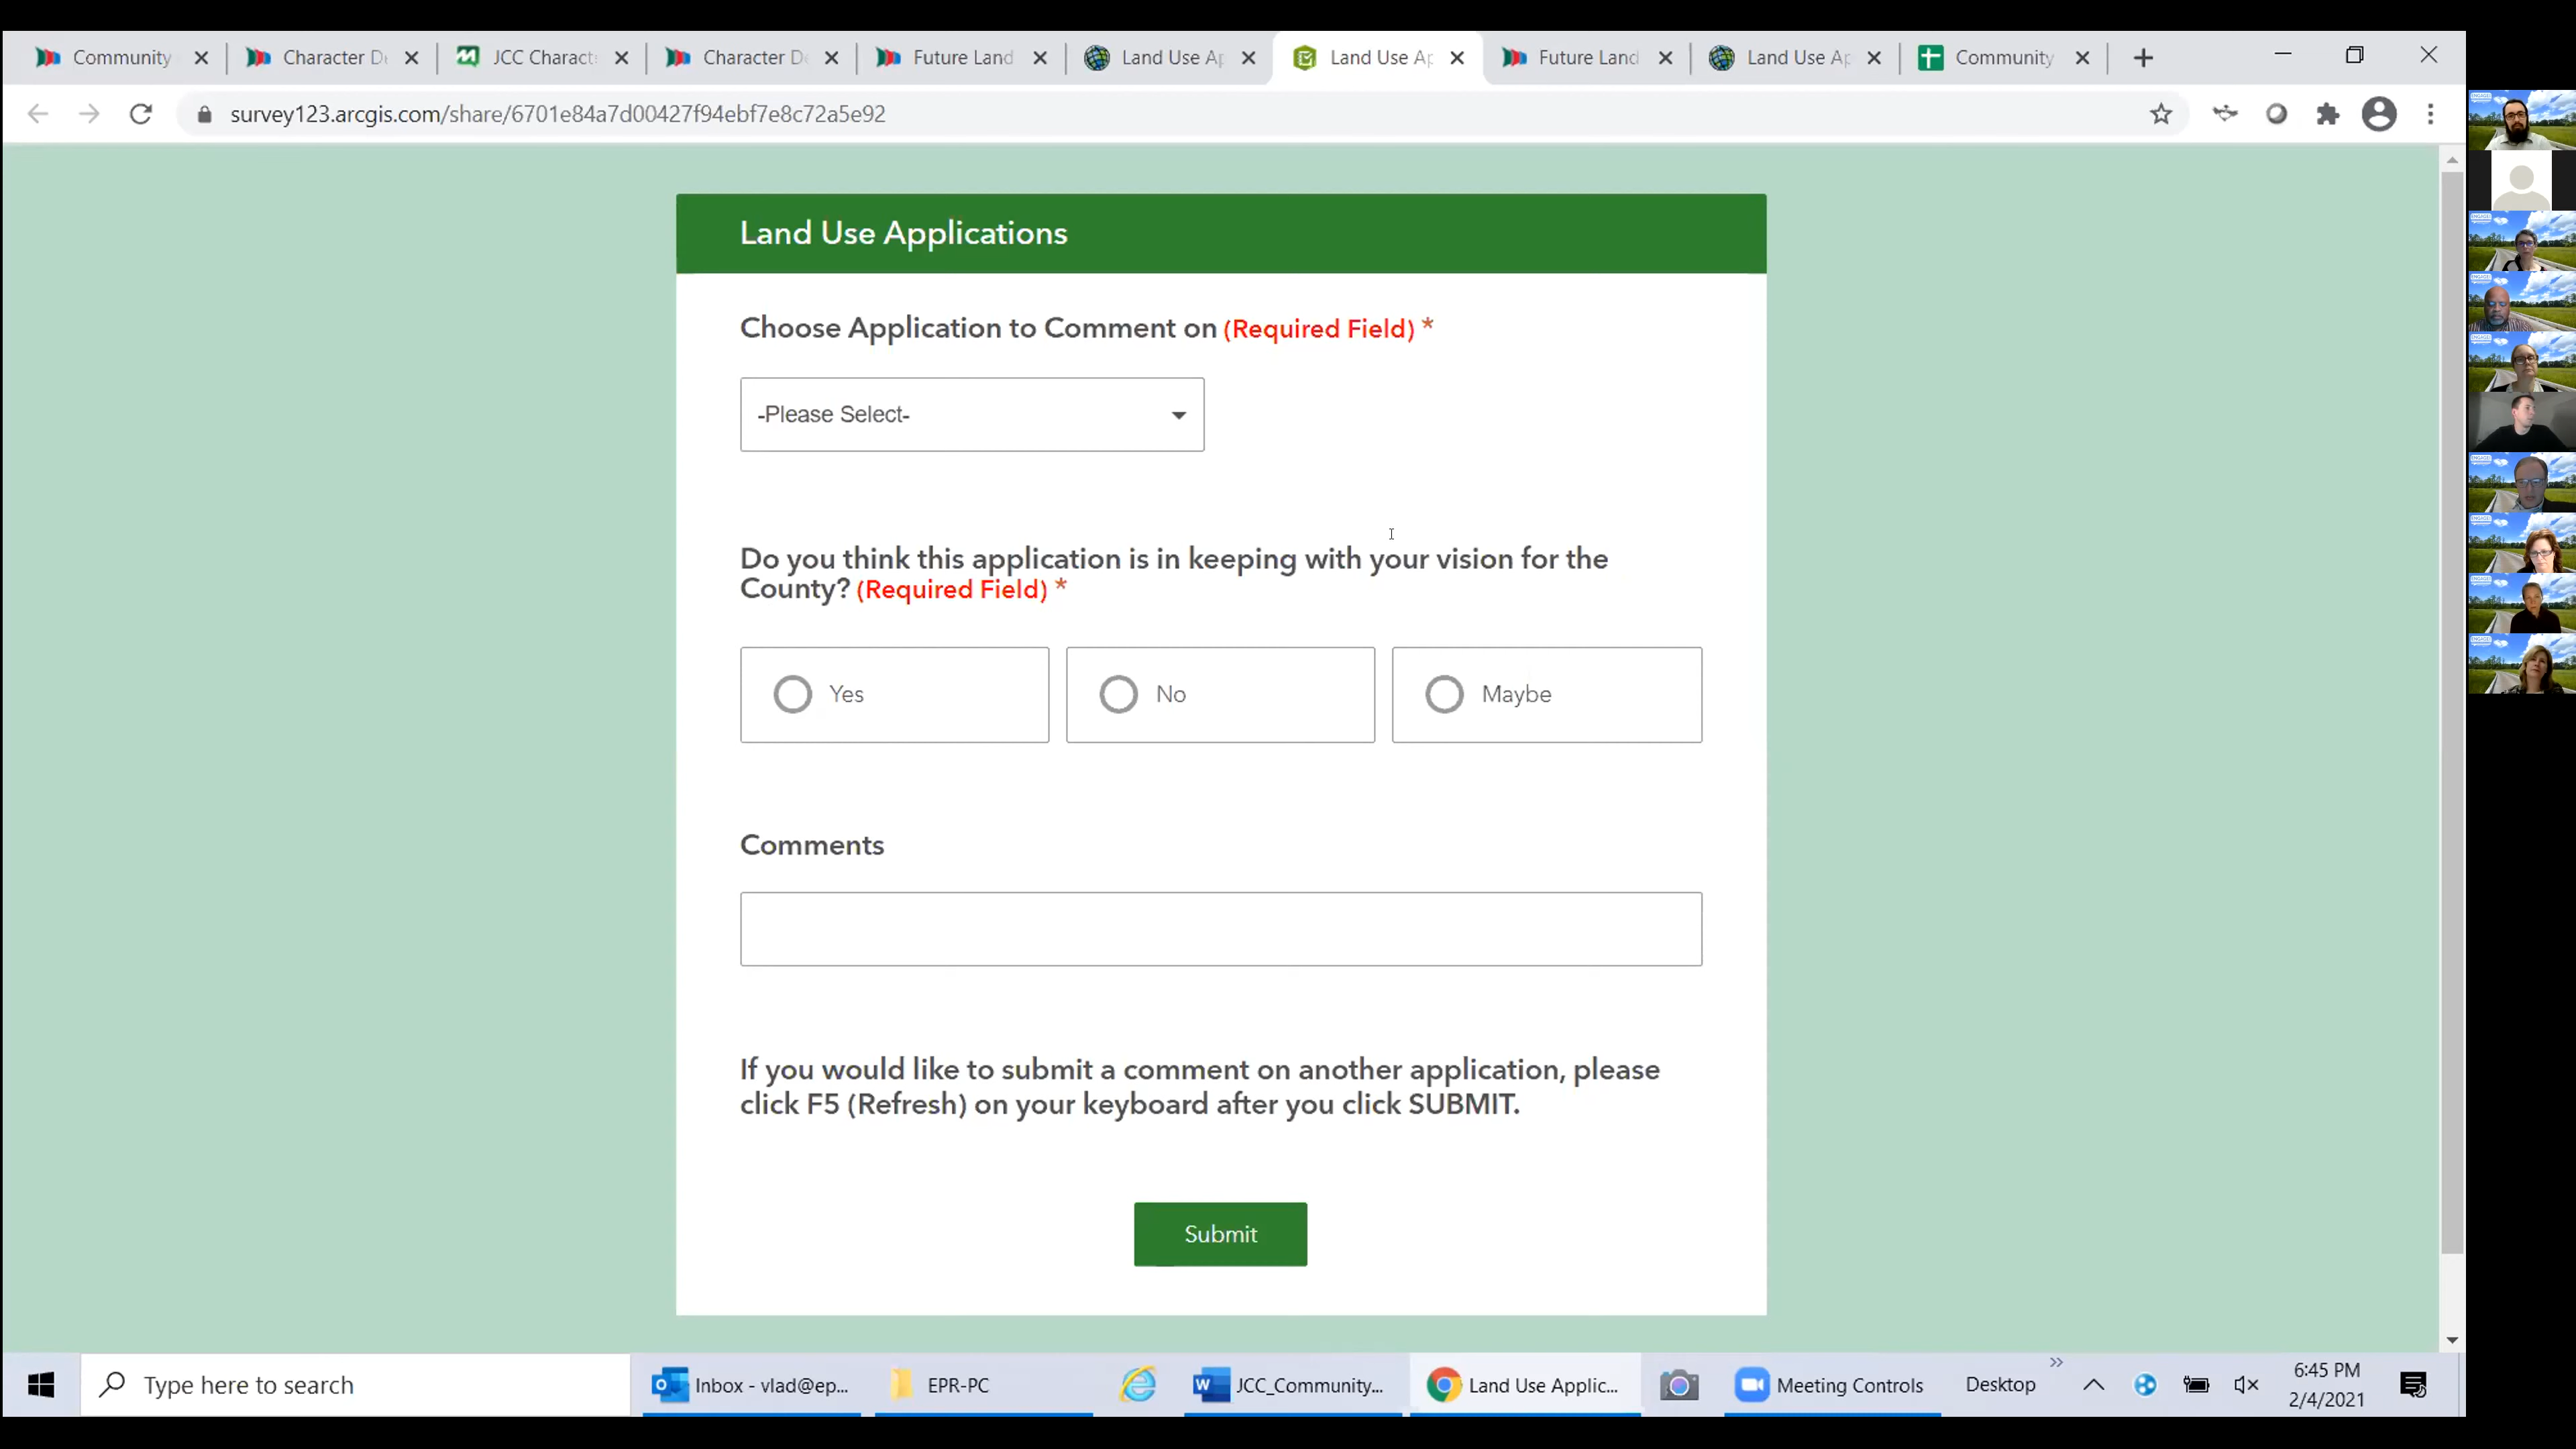 Community
Character De
JCC Charact
Character De
Future Land
Land Use Ap
Land Use Ap
Future Land
Land Use Ap
Community
survey123.arcgis.com/share/6701e84a7d00427f94ebf7e8c72a5e92
Land Use Applications
Choose Application to Comment on (Required Field) *
-Please Select-
Do you think this application is in keeping with your vision for the
County? (Required Field) *
Yes
No
Maybe
Comments
If you would like to submit a comment on another application, please
click F5 (Refresh) on your keyboard after you click SUBMIT.
Submit
Type here to search
Inbox - vlad@ep...
EPR-PC
JCC_Community...
Land Use Applic...
Meeting Controls
Desktop
6:45 PM
2/4/2021